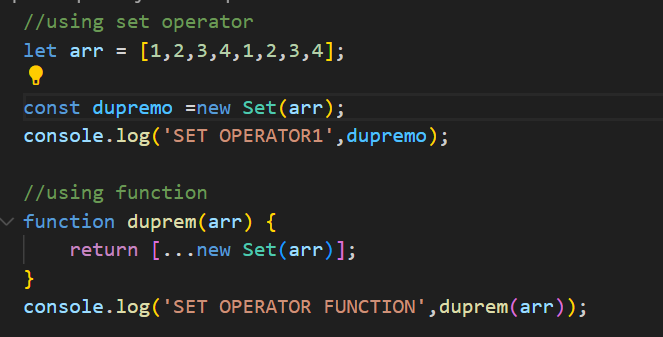 //using set operator
let arr = [1,2,3,4,1,2,3,4];
const dupremo =new Set(arr);
console.log('SET OPERATOR1',dupremo);
//using function
function duprem(arr) {
    return [...new Set(arr)];
}
console.log('SET OPERATOR FUNCTION',duprem(arr));